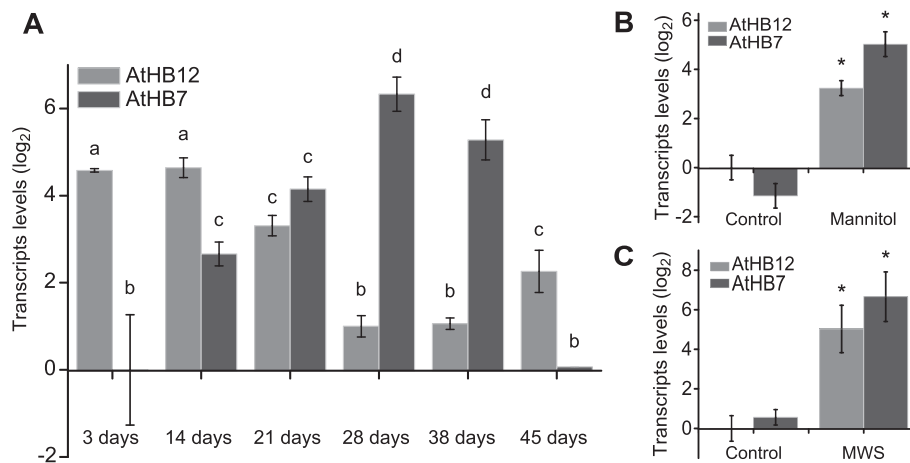 A
Transcripts levels (log2)
AtHB12
AtHB7
6
4
2
0
-2
a
b
a
c
c
c
b
d
b
d
c
b
3 days
14 days
21 days
28 days
38 days
45 days
B
Transcripts levels (log2)
AtHB12
AtHB7
6
4
2
0
-2
*
*
Control
Mannitol
C
Transcripts levels (log2)
AtHB12
AtHB7
8
6
4
2
0
*
*
Control
MWS